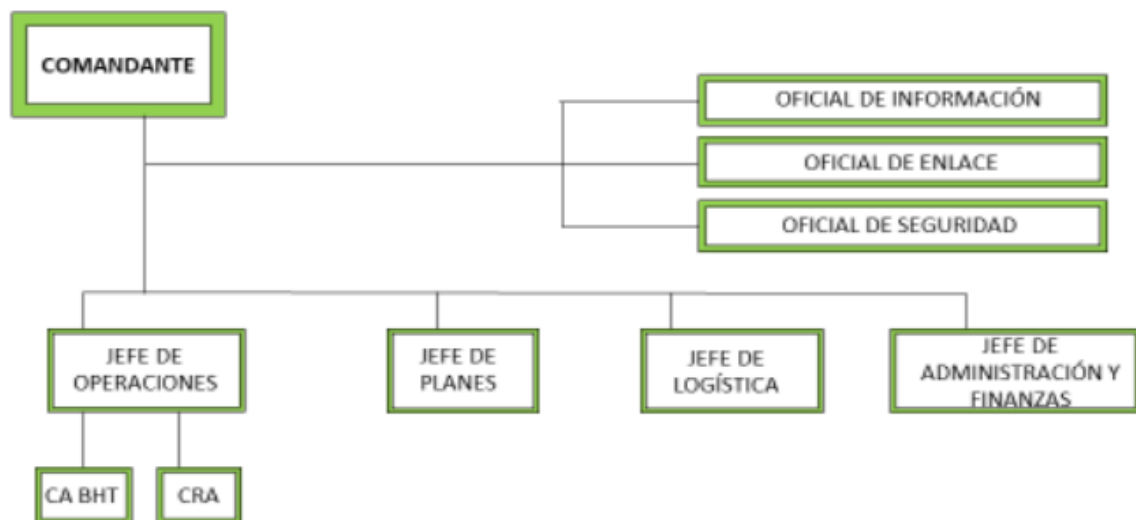 COMANDANTE
OFICIAL DE INFORMACIÓN
OFICIAL DE ENLACE
OFICIAL DE SEGURIDAD
JEFE DE
OPERACIONES
JEFE DE
PLANES
JEFE DE
LOGÍSTICA
JEFE DE
ADMINISTRACIÓN Y
FINANZAS
CA BHT
CRA